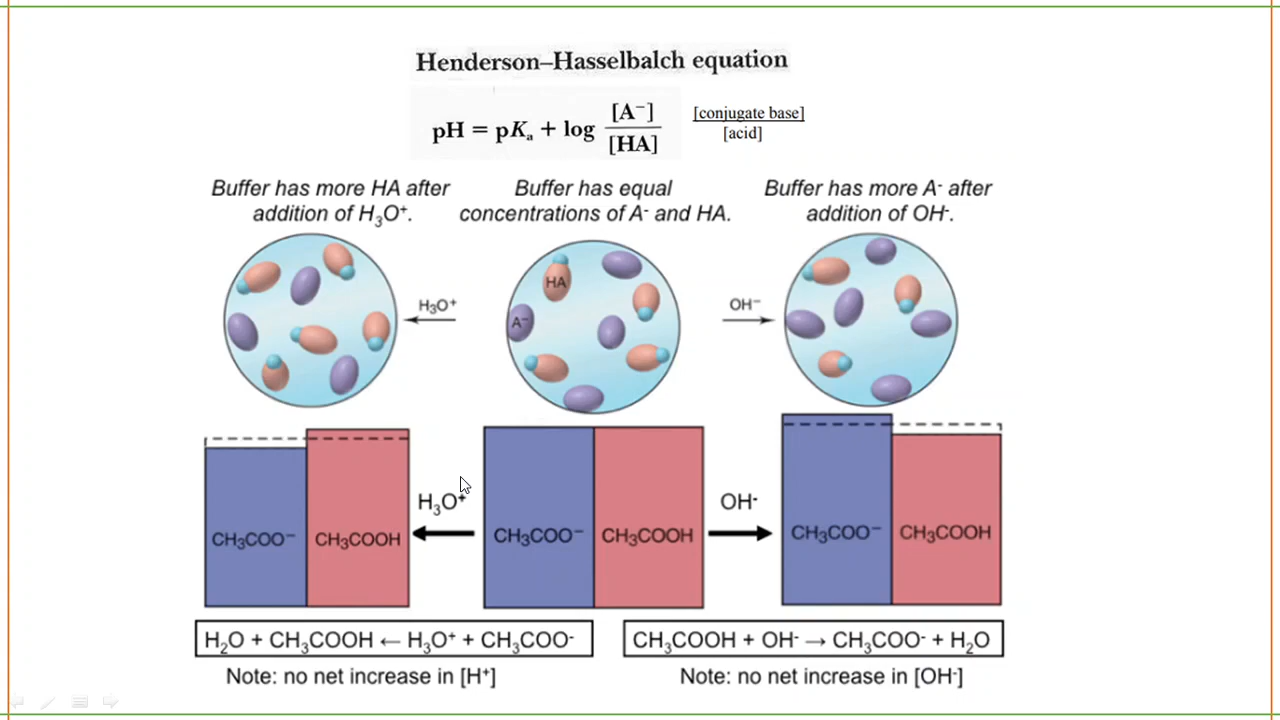 Henderson–Hasselbalch equation
pH = pKₐ + log [A⁻] / [HA]
[conjugate base]
[acid]
Buffer has more HA after
addition of H₃O⁺.
Buffer has equal
concentrations of A⁻ and HA.
Buffer has more A⁻ after
addition of OH⁻.
HA
A⁻
H₃O⁺
OH⁻
H₃O⁺
OH⁻
CH₃COO⁻
CH₃COOH
CH₃COO⁻
CH₃COOH
CH₃COO⁻
CH₃COOH
H₂O + CH₃COOH ← H₃O⁺ + CH₃COO⁻
CH₃COOH + OH⁻ → CH₃COO⁻ + H₂O
Note: no net increase in [H⁺]
Note: no net increase in [OH⁻]